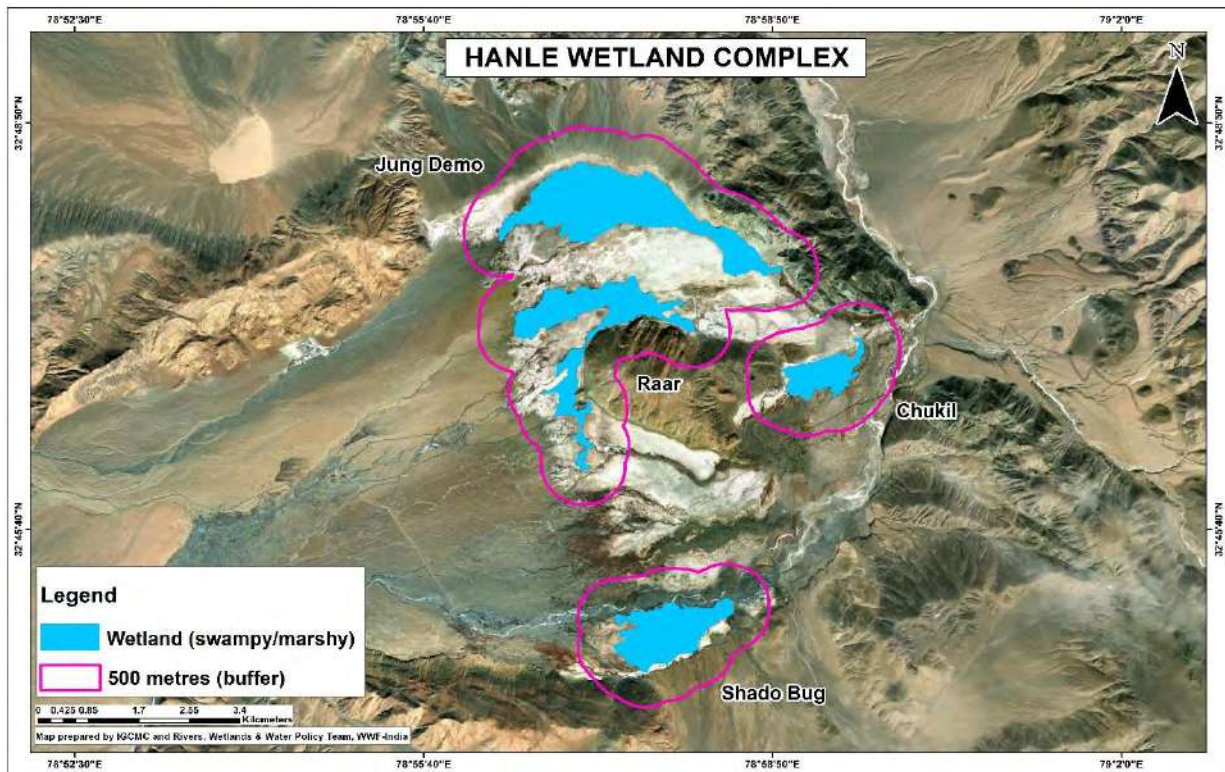 78°52'30"E 78°55'40"E 78°58'50"E 79°2'0"E
HANLE WETLAND COMPLEX
N
32°48'50"N 32°48'50"N
Jung Demo
Raar
Chukil
32°45'40"N 32°45'40"N
Shado Bug
Legend
Wetland (swampy/marshy)
500 metres (buffer)
0 0.425 0.85 1.7 2.55 3.4
Kilometers
Map prepared by IGCMC and Rivers, Wetlands & Water Policy Team, WWF-India
78°52'30"E 78°55'40"E 78°58'50"E 79°2'0"E